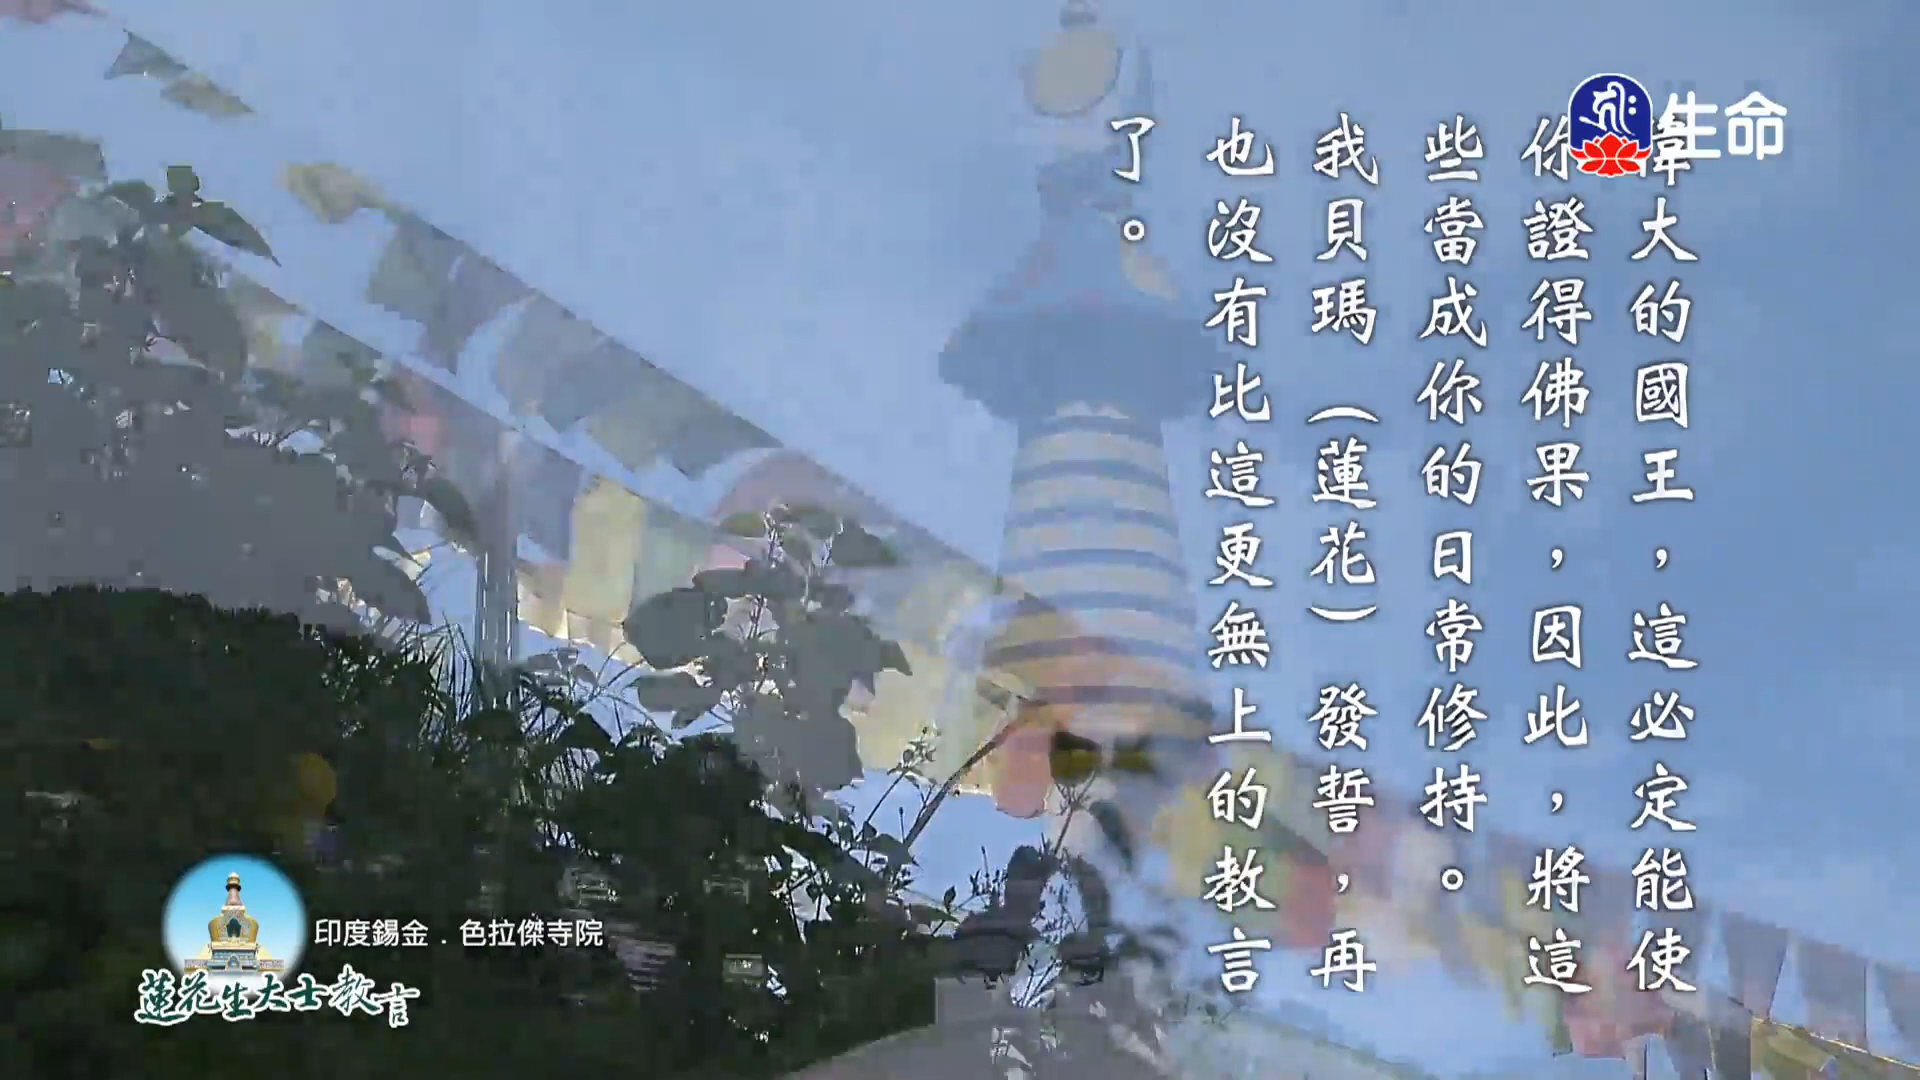 偉大的國王，這必定能使
你證得佛果，因此，將這
些當成你的日常修持。
我貝瑪（蓮花）發誓，再
也沒有比這更無上的教言
了。
生命
印度錫金．色拉傑寺院
蓮花生大士教言